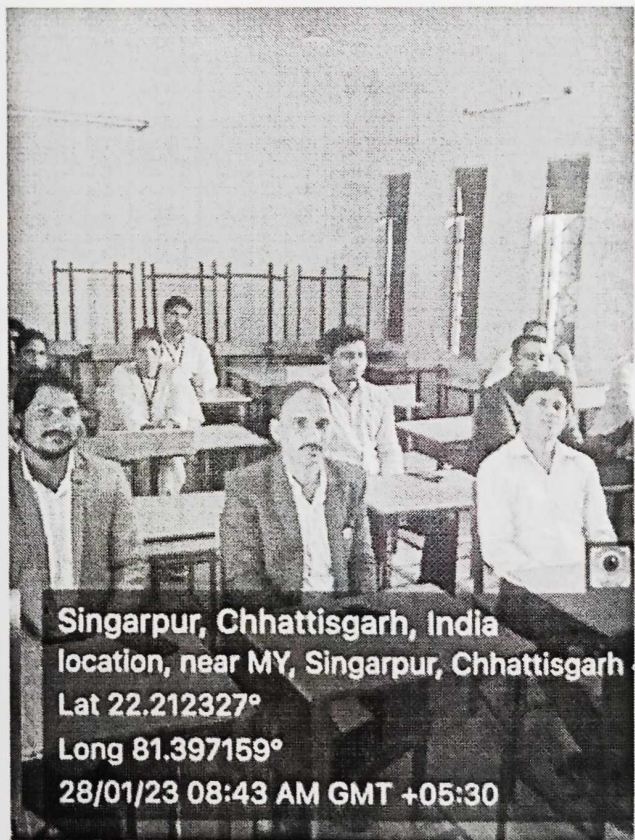 Singarpur, Chhattisgarh, India
location, near MY, Singarpur, Chhattisgarh
Lat 22.212327°
Long 81.397159°
28/01/23 08:43 AM GMT +05:30